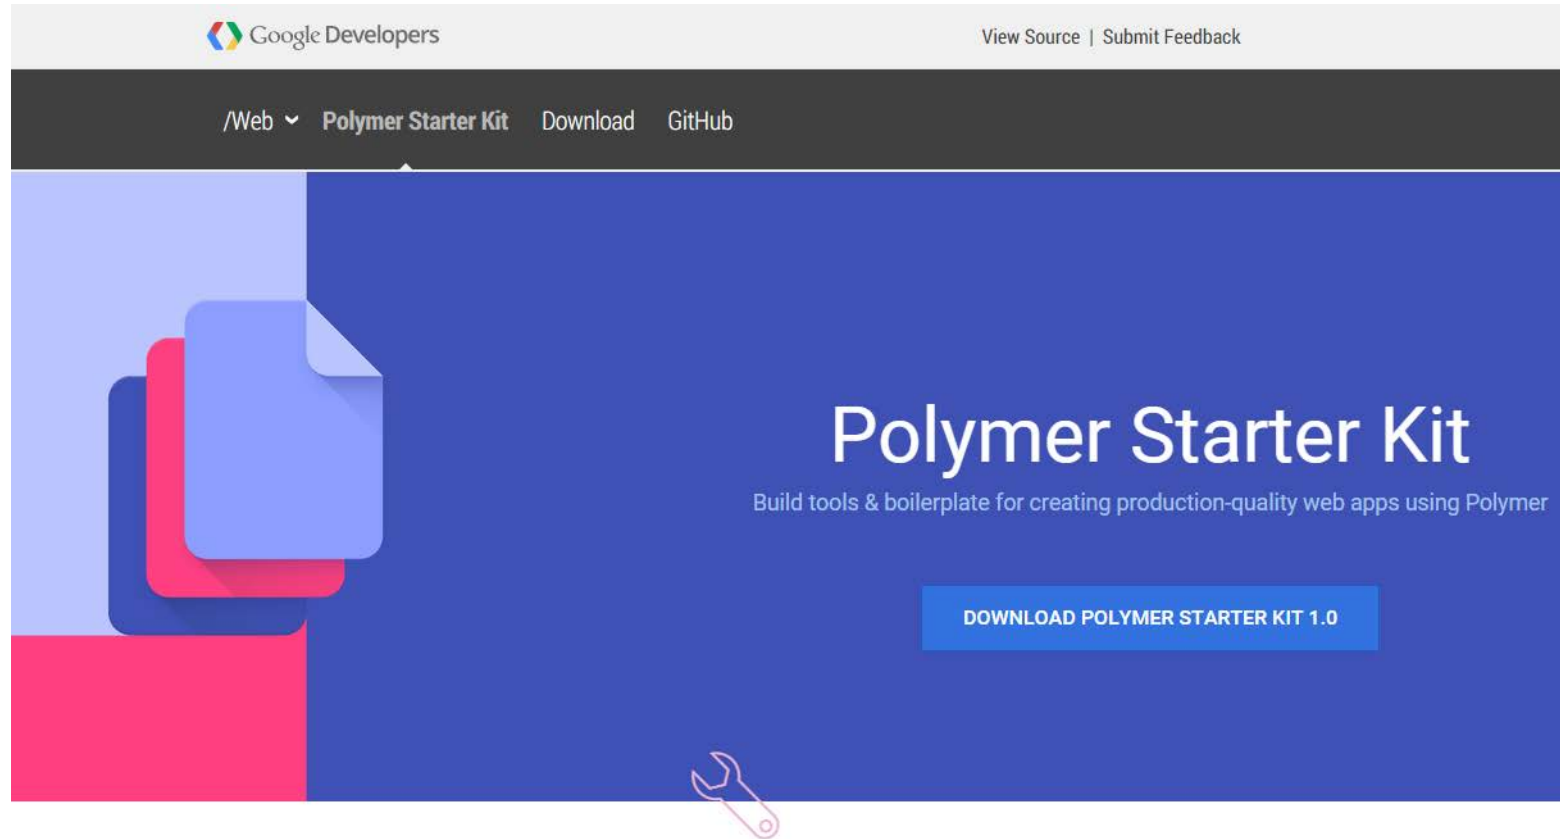 Google Developers
View Source | Submit Feedback
/Web Polymer Starter Kit Download GitHub
Polymer Starter Kit
Build tools & boilerplate for creating production-quality web apps using Polymer
DOWNLOAD POLYMER STARTER KIT 1.0